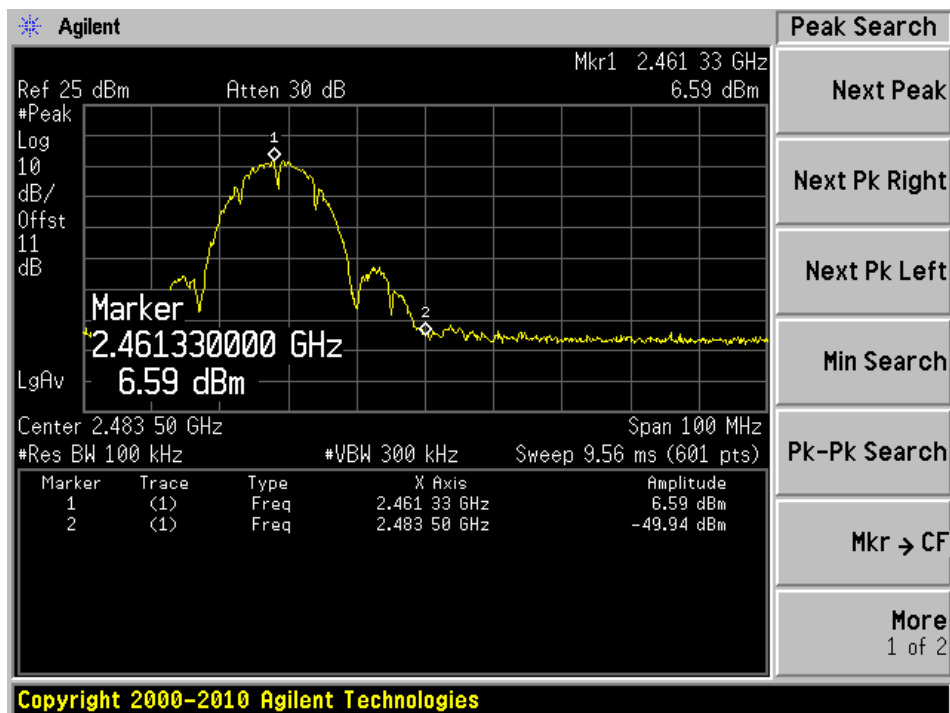 Agilent
Peak Search
Mkr1 2.461 33 GHz
Ref 25 dBm Atten 30 dB 6.59 dBm
#Peak
Log
10
dB/
Offst
11
dB
LgAv
1
2
Marker
2.461330000 GHz
6.59 dBm
Center 2.483 50 GHz Span 100 MHz
#Res BW 100 kHz #VBW 300 kHz Sweep 9.56 ms (601 pts)
Marker Trace Type X Axis Amplitude
1 (1) Freq 2.461 33 GHz 6.59 dBm
2 (1) Freq 2.483 50 GHz -49.94 dBm
Next Peak
Next Pk Right
Next Pk Left
Min Search
Pk-Pk Search
Mkr → CF
More
1 of 2
Copyright 2000-2010 Agilent Technologies